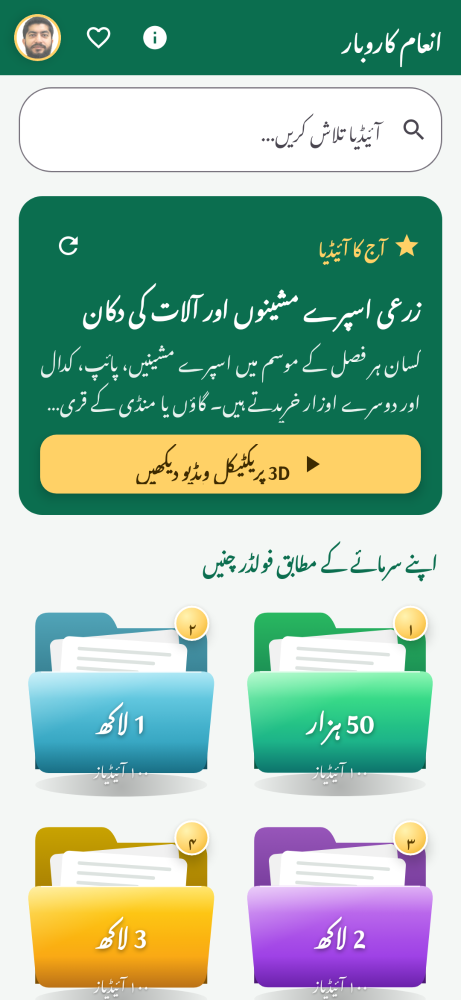 انعام کاروبار
آئیڈیا تلاش کریں...
آج کا آئیڈیا
زرعی اسپرے مشینوں اور آلات کی دکان
کسان ہر فصل کے موسم میں اسپرے مشینیں، پائپ، کدال
اور دوسرے اوزار خریدتے ہیں۔ گاؤں یا منڈی کے قری...
3D پریکٹیکل ویڈیو دیکھیں
اپنے سرمائے کے مطابق فولڈر چنیں
۱
50 ہزار
۱۰۰ آئیڈیاز
۲
1 لاکھ
۱۰۰ آئیڈیاز
۳
2 لاکھ
۱۰۰ آئیڈیاز
۴
3 لاکھ
۱۰۰ آئیڈیاز